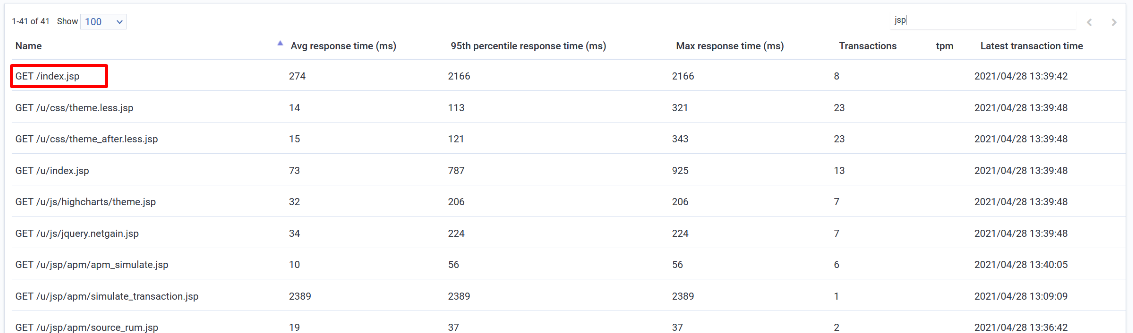 1-41 of 41 Show 100 jsp
Name Avg response time (ms) 95th percentile response time (ms) Max response time (ms) Transactions tpm Latest transaction time
GET /index.jsp 274 2166 2166 8 2021/04/28 13:39:42
GET /u/css/theme.less.jsp 14 113 321 23 2021/04/28 13:39:48
GET /u/css/theme_after.less.jsp 15 121 343 23 2021/04/28 13:39:48
GET /u/index.jsp 73 787 925 13 2021/04/28 13:39:48
GET /u/js/highcharts/theme.jsp 32 206 206 7 2021/04/28 13:39:48
GET /u/js/jquery.netgain.jsp 34 224 224 7 2021/04/28 13:39:48
GET /u/jsp/apm/apm_simulate.jsp 10 56 56 6 2021/04/28 13:40:05
GET /u/jsp/apm/simulate_transaction.jsp 2389 2389 2389 1 2021/04/28 13:09:09
GET /u/jsp/apm/source_rum.jsp 19 37 37 2 2021/04/28 13:36:42